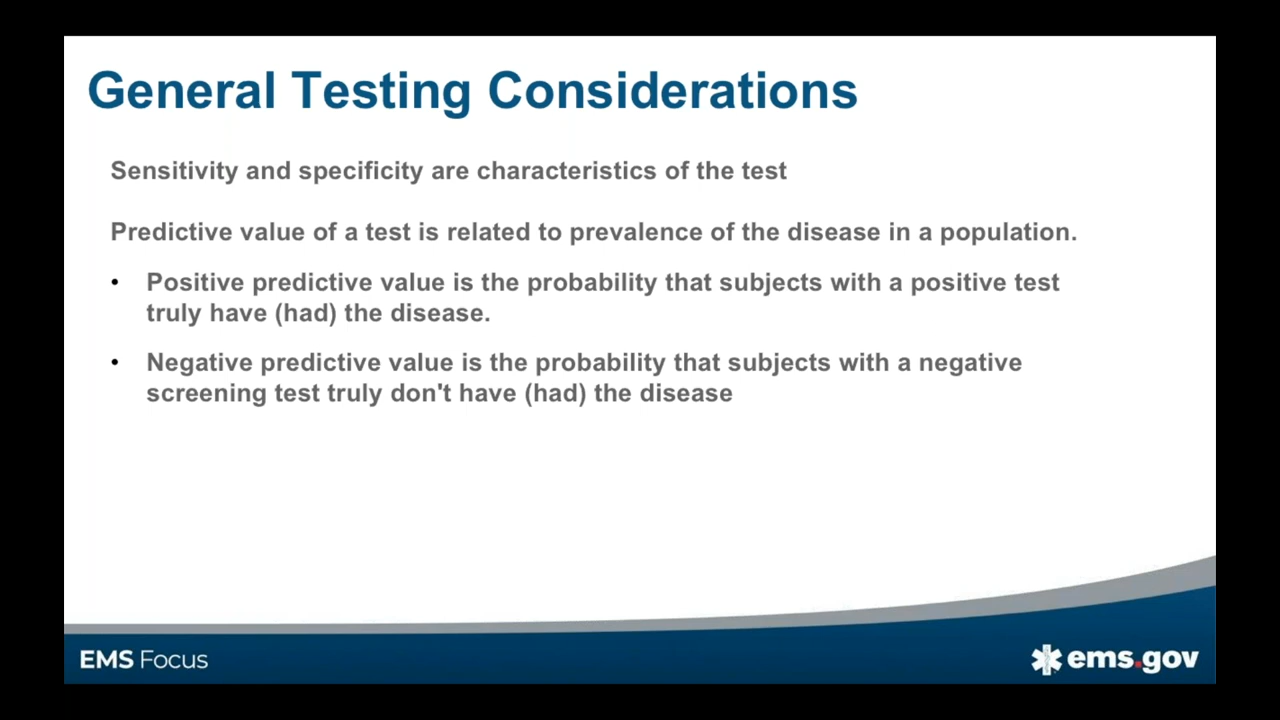 General Testing Considerations
Sensitivity and specificity are characteristics of the test
Predictive value of a test is related to prevalence of the disease in a population.
• Positive predictive value is the probability that subjects with a positive test
truly have (had) the disease.
• Negative predictive value is the probability that subjects with a negative
screening test truly don't have (had) the disease
EMS Focus
ems.gov